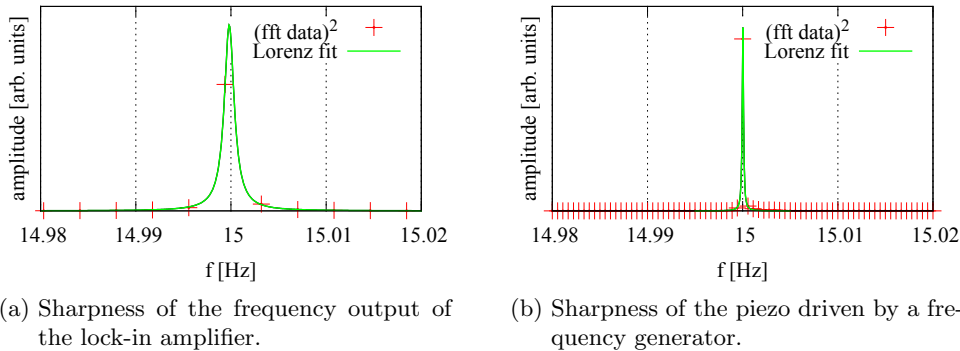 (fft data)²
Lorenz fit
amplitude [arb. units]
14.98 14.99 15 15.01 15.02
f [Hz]
(a) Sharpness of the frequency output of
the lock-in amplifier.
(fft data)²
Lorenz fit
amplitude [arb. units]
14.98 14.99 15 15.01 15.02
f [Hz]
(b) Sharpness of the piezo driven by a fre-
quency generator.